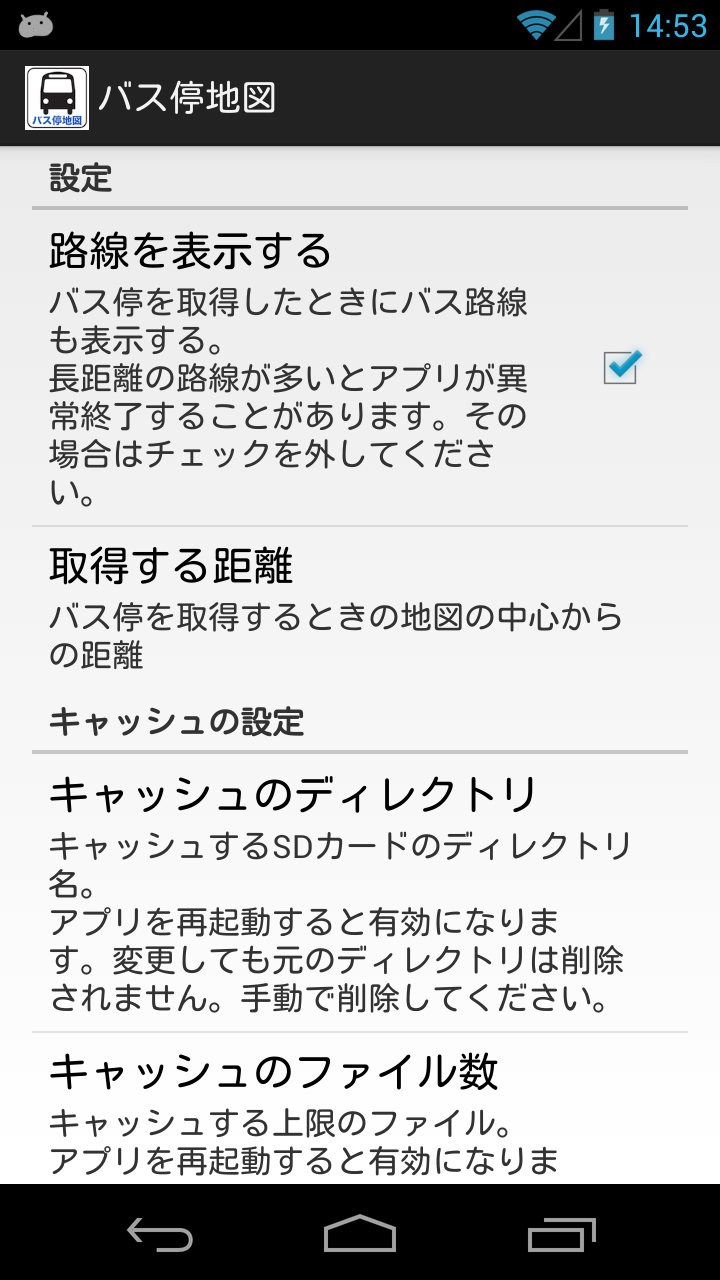 14:53
バス停地図
バス停地図
設定
路線を表示する
バス停を取得したときにバス路線
も表示する。
長距離の路線が多いとアプリが異
常終了することがあります。その
場合はチェックを外してくださ
い。
取得する距離
バス停を取得するときの地図の中心から
の距離
キャッシュの設定
キャッシュのディレクトリ
キャッシュするSDカードのディレクトリ
名。
アプリを再起動すると有効になりま
す。変更しても元のディレクトリは削除
されません。手動で削除してください。
キャッシュのファイル数
キャッシュする上限のファイル。
アプリを再起動すると有効になりま